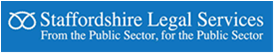 Staffordshire Legal Services
From the Public Sector, for the Public Sector